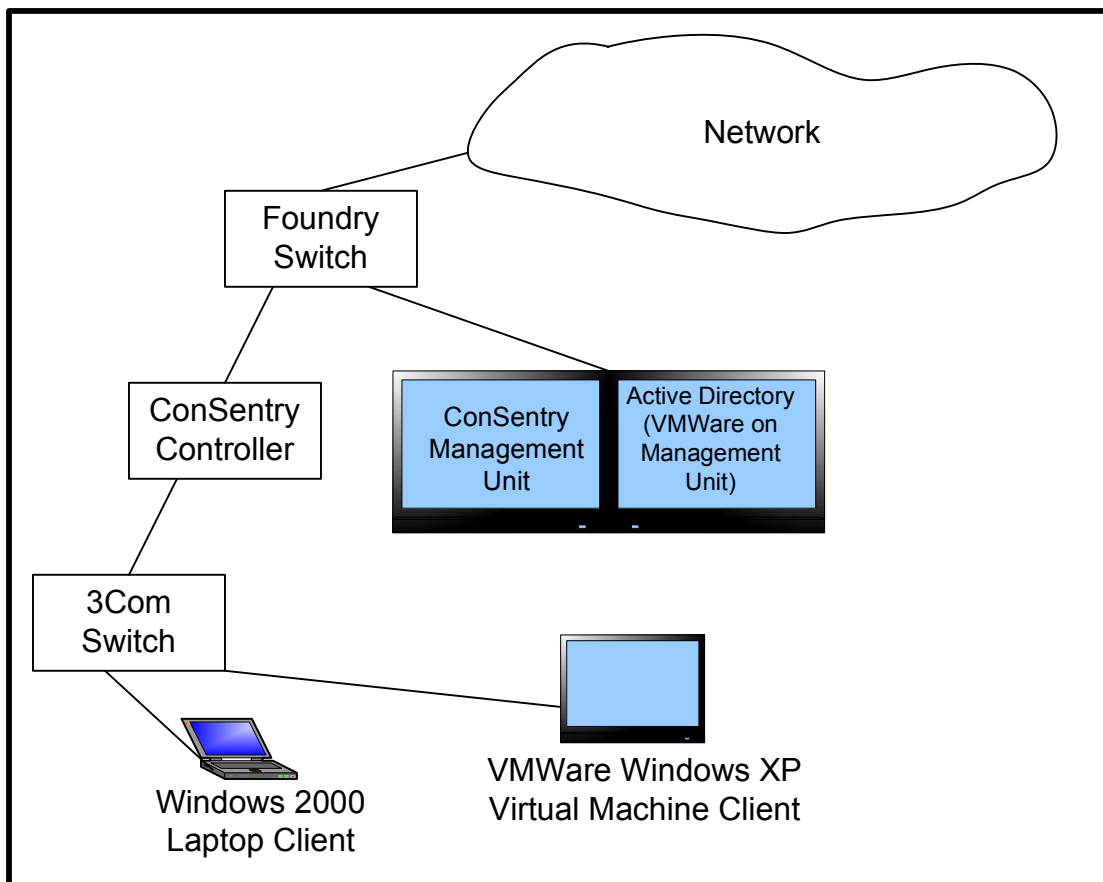 Network
Foundry
Switch
ConSentry
Controller
ConSentry
Management
Unit
Active Directory
(VMWare on
Management
Unit)
3Com
Switch
Windows 2000
Laptop Client
VMWare Windows XP
Virtual Machine Client